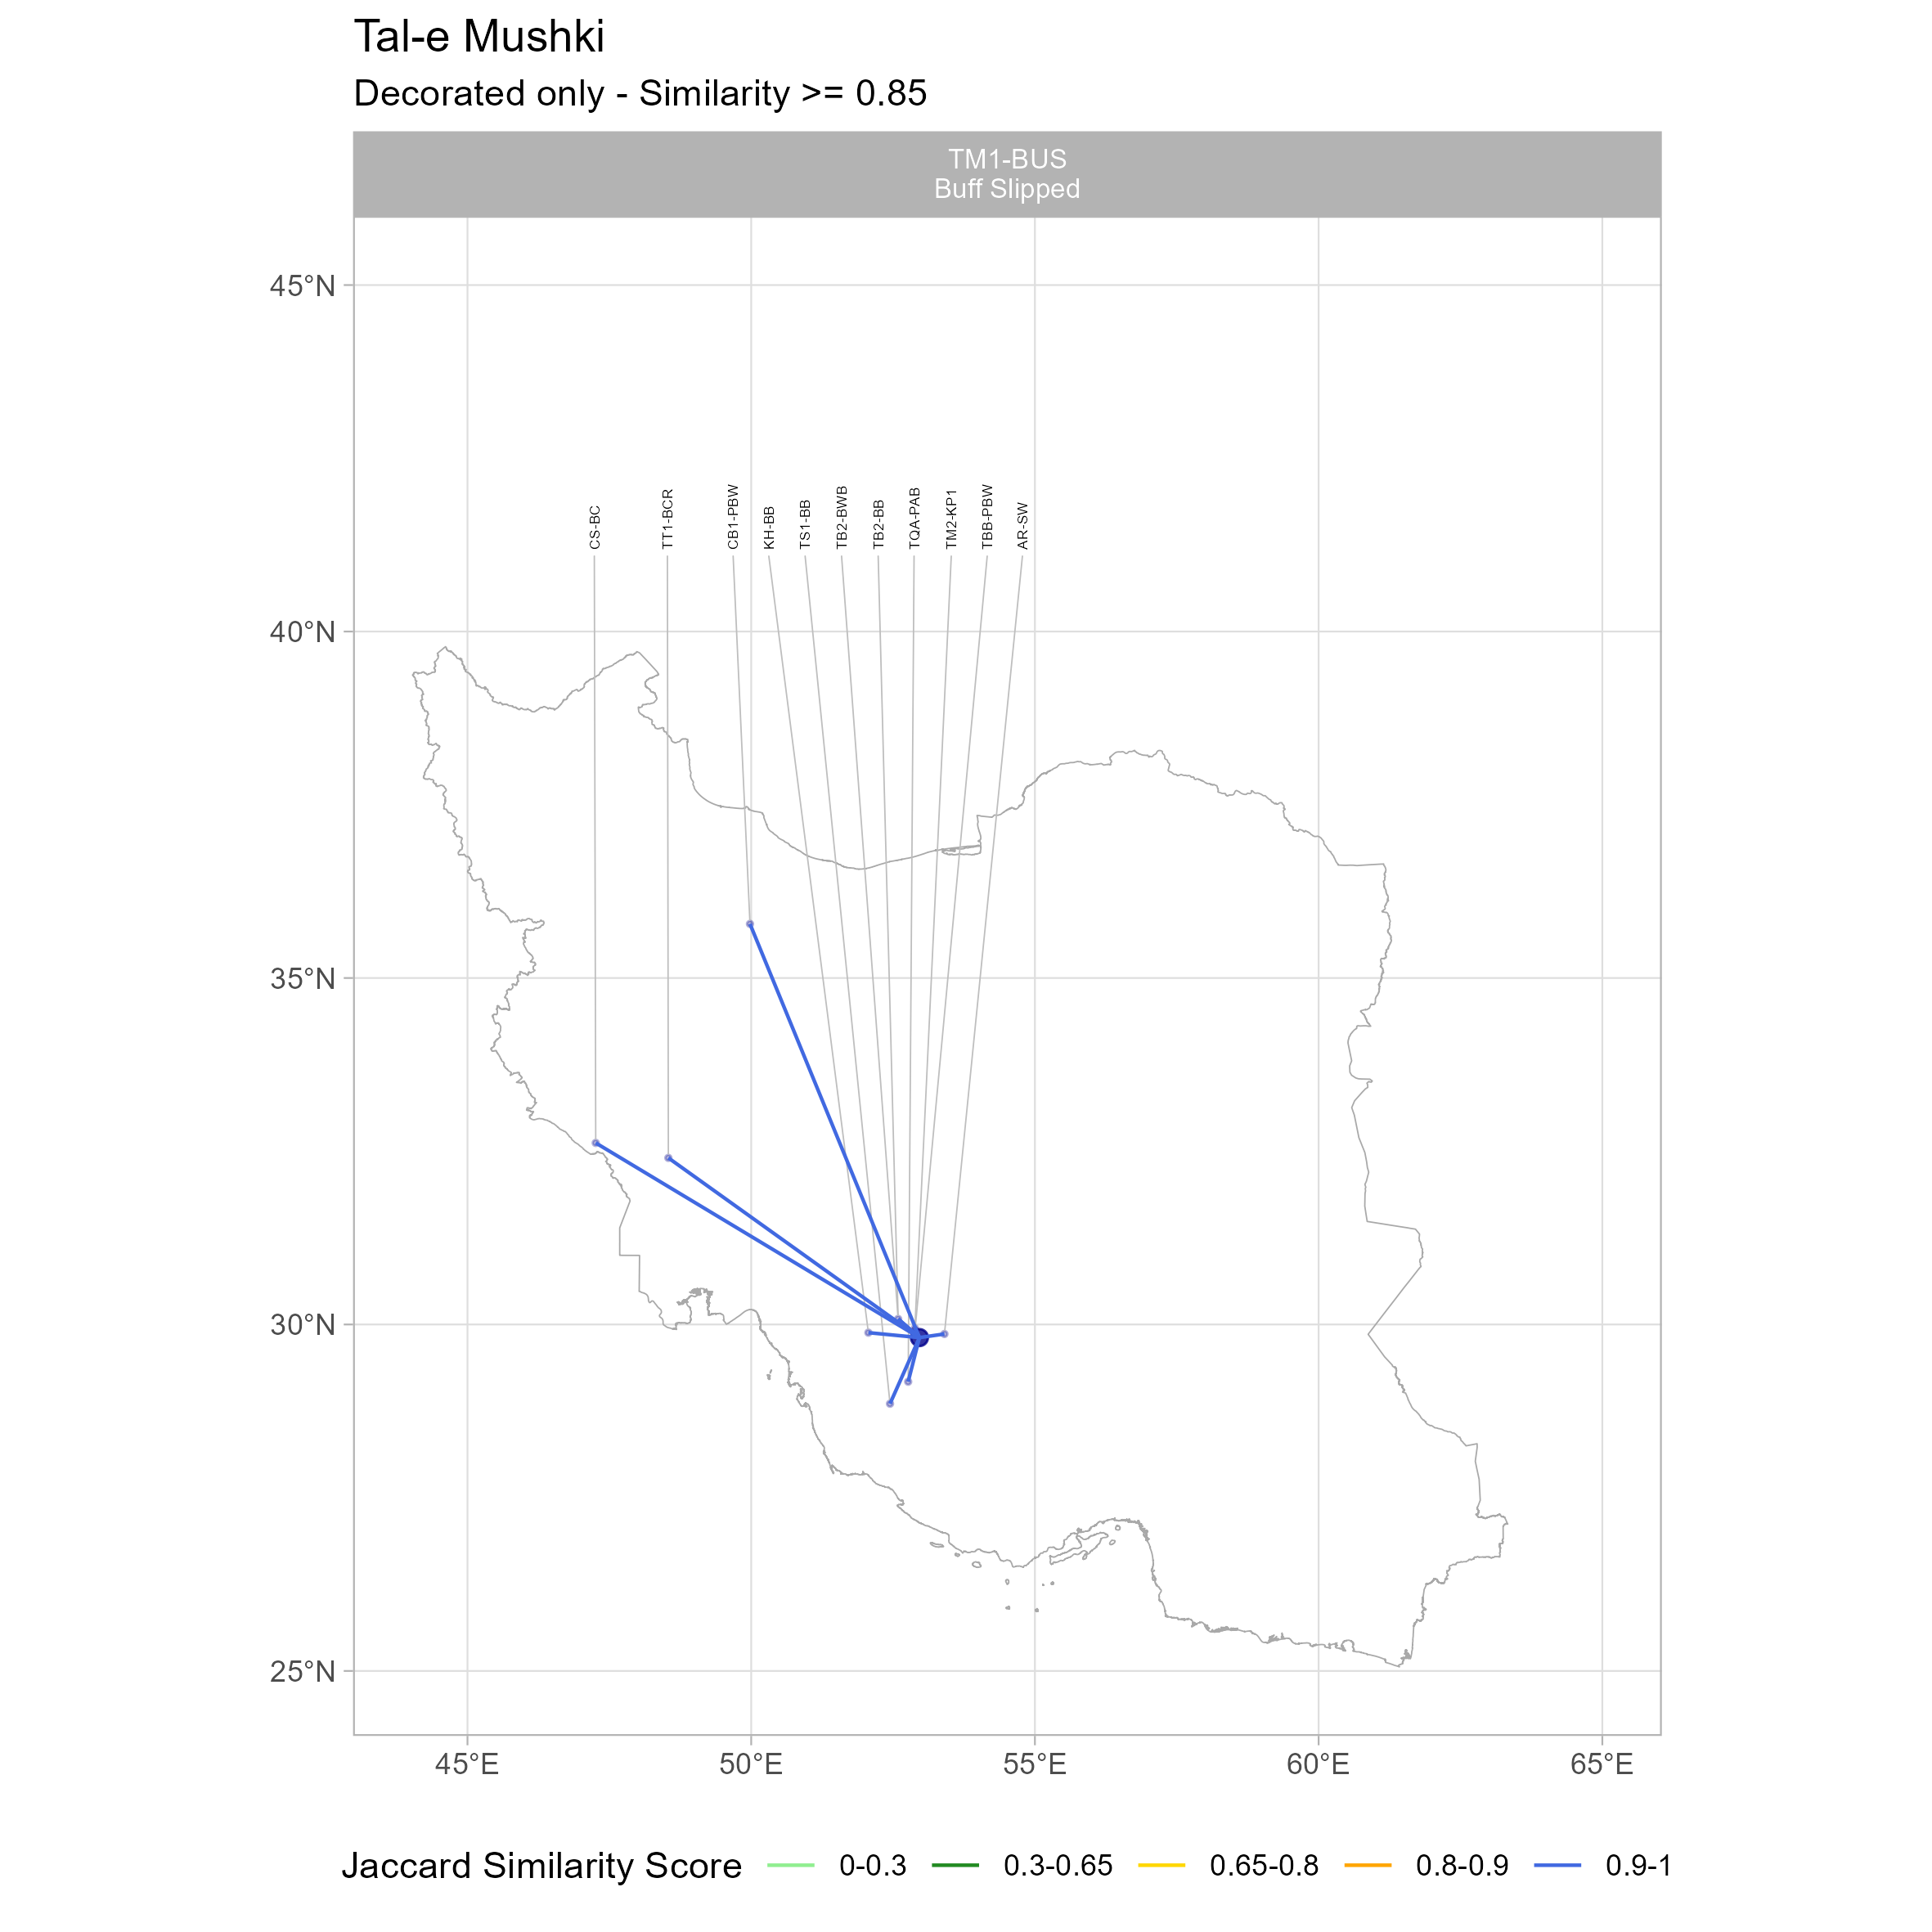 Tal-e Mushki
Decorated only - Similarity >= 0.85
TM1-BUS
Buff Slipped
45°N
40°N
35°N
30°N
25°N
CS-BC
TT1-BCR
CB1-PBW
KH-BB
TS1-BB
TB2-BWB
TB2-BB
TQA-PAB
TM2-KP1
TBB-PBW
AR-SW
45°E
50°E
55°E
60°E
65°E
Jaccard Similarity Score 0-0.3 0.3-0.65 0.65-0.8 0.8-0.9 0.9-1